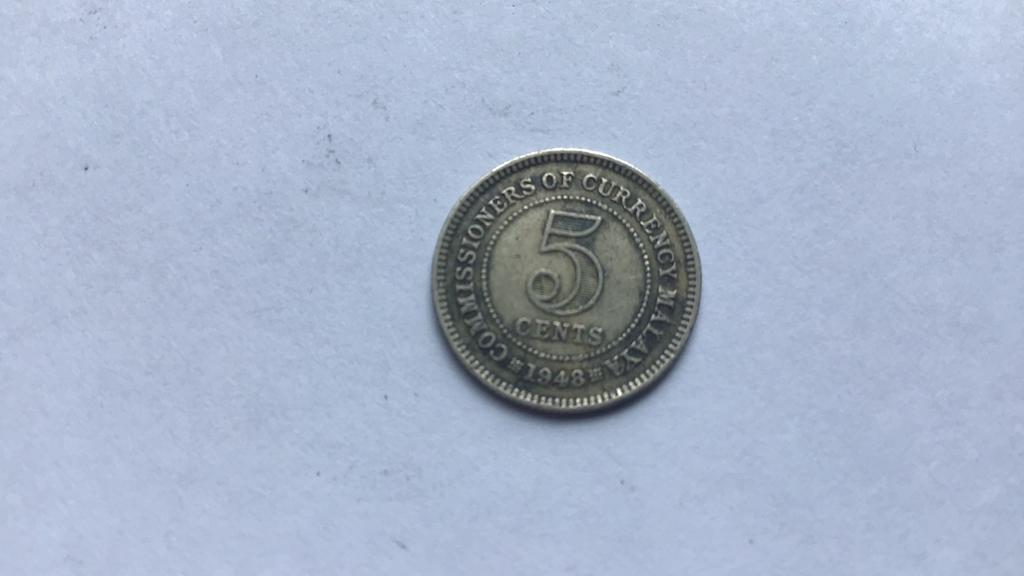 COMMISSIONERS OF CURRENCY MALAYA
5
CENTS
1948